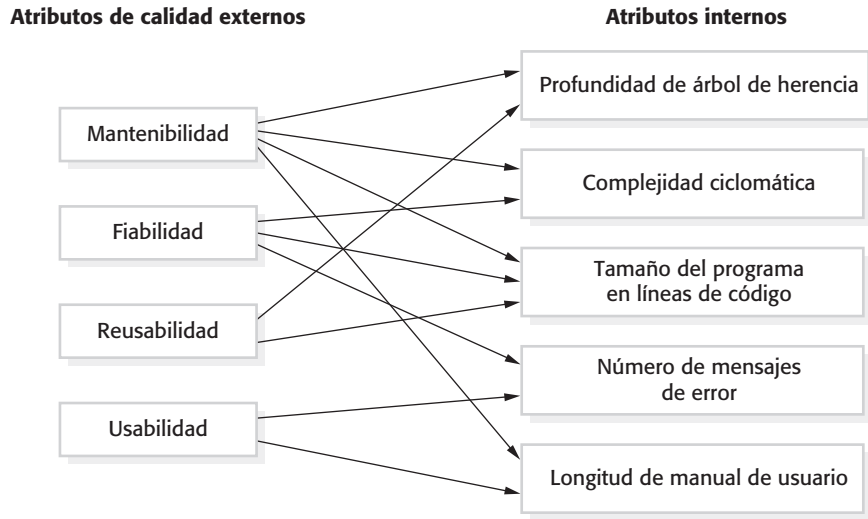 Atributos de calidad externos
Atributos internos
Mantenibilidad
Fiabilidad
Reusabilidad
Usabilidad
Profundidad de árbol de herencia
Complejidad ciclomática
Tamaño del programa
en líneas de código
Número de mensajes
de error
Longitud de manual de usuario